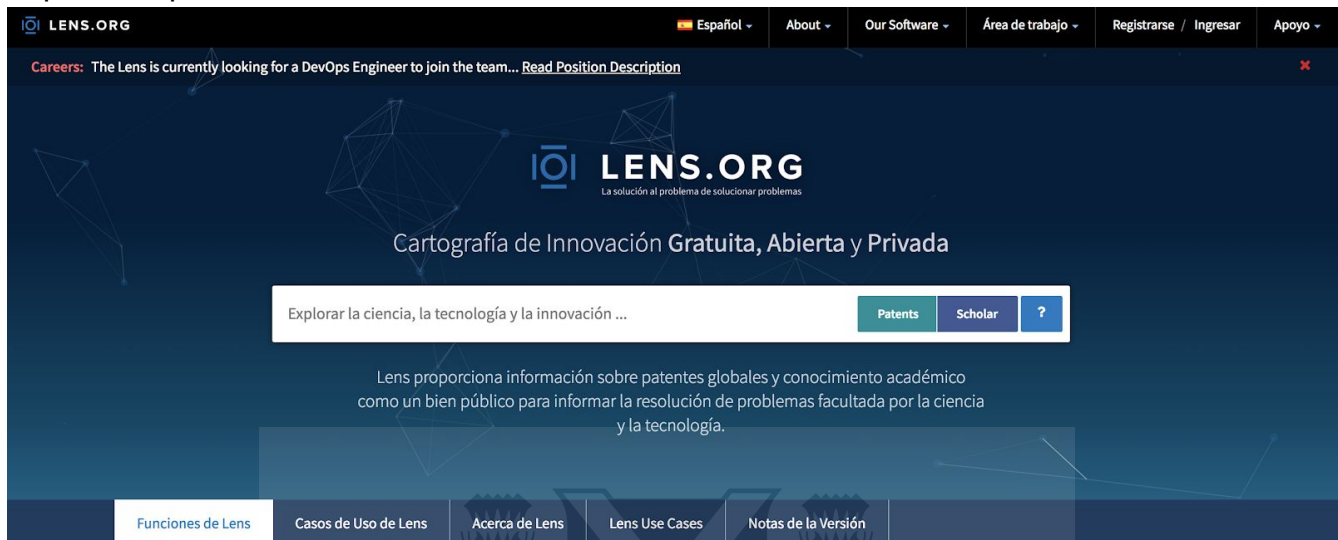 LENS.ORG Español About Our Software Área de trabajo Registrarse / Ingresar Apoyo
Careers: The Lens is currently looking for a DevOps Engineer to join the team... Read Position Description
LENS.ORG
La solución al problema de solucionar problemas
Cartografía de Innovación Gratuita, Abierta y Privada
Explorar la ciencia, la tecnología y la innovación ... Patents Scholar ?
Lens proporciona información sobre patentes globales y conocimiento académico
como un bien público para informar la resolución de problemas facultada por la ciencia
y la tecnología.
Funciones de Lens Casos de Uso de Lens Acerca de Lens Lens Use Cases Notas de la Versión